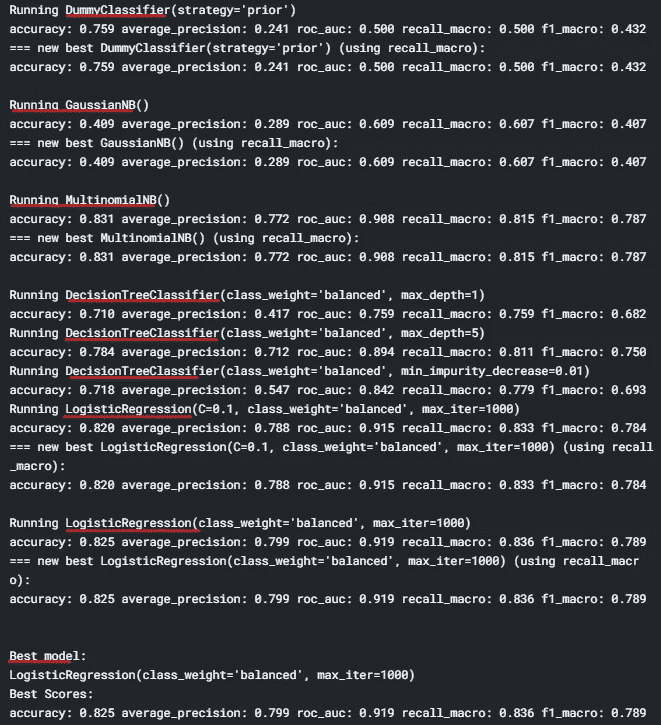 Running DummyClassifier(strategy='prior')
accuracy: 0.759 average_precision: 0.241 roc_auc: 0.500 recall_macro: 0.500 f1_macro: 0.432
=== new best DummyClassifier(strategy='prior') (using recall_macro):
accuracy: 0.759 average_precision: 0.241 roc_auc: 0.500 recall_macro: 0.500 f1_macro: 0.432
Running GaussianNB()
accuracy: 0.409 average_precision: 0.289 roc_auc: 0.609 recall_macro: 0.607 f1_macro: 0.407
=== new best GaussianNB() (using recall_macro):
accuracy: 0.409 average_precision: 0.289 roc_auc: 0.609 recall_macro: 0.607 f1_macro: 0.407
Running MultinomialNB()
accuracy: 0.831 average_precision: 0.772 roc_auc: 0.908 recall_macro: 0.815 f1_macro: 0.787
=== new best MultinomialNB() (using recall_macro):
accuracy: 0.831 average_precision: 0.772 roc_auc: 0.908 recall_macro: 0.815 f1_macro: 0.787
Running DecisionTreeClassifier(class_weight='balanced', max_depth=1)
accuracy: 0.710 average_precision: 0.417 roc_auc: 0.759 recall_macro: 0.759 f1_macro: 0.682
Running DecisionTreeClassifier(class_weight='balanced', max_depth=5)
accuracy: 0.784 average_precision: 0.712 roc_auc: 0.894 recall_macro: 0.811 f1_macro: 0.750
Running DecisionTreeClassifier(class_weight='balanced', min_impurity_decrease=0.01)
accuracy: 0.718 average_precision: 0.547 roc_auc: 0.842 recall_macro: 0.779 f1_macro: 0.693
Running LogisticRegression(C=0.1, class_weight='balanced', max_iter=1000)
accuracy: 0.820 average_precision: 0.788 roc_auc: 0.915 recall_macro: 0.833 f1_macro: 0.784
=== new best LogisticRegression(C=0.1, class_weight='balanced', max_iter=1000) (using recall
_macro):
accuracy: 0.820 average_precision: 0.788 roc_auc: 0.915 recall_macro: 0.833 f1_macro: 0.784
Running LogisticRegression(class_weight='balanced', max_iter=1000)
accuracy: 0.825 average_precision: 0.799 roc_auc: 0.919 recall_macro: 0.836 f1_macro: 0.789
=== new best LogisticRegression(class_weight='balanced', max_iter=1000) (using recall_macr
o):
accuracy: 0.825 average_precision: 0.799 roc_auc: 0.919 recall_macro: 0.836 f1_macro: 0.789
Best model:
LogisticRegression(class_weight='balanced', max_iter=1000)
Best Scores:
accuracy: 0.825 average_precision: 0.799 roc_auc: 0.919 recall_macro: 0.836 f1_macro: 0.789